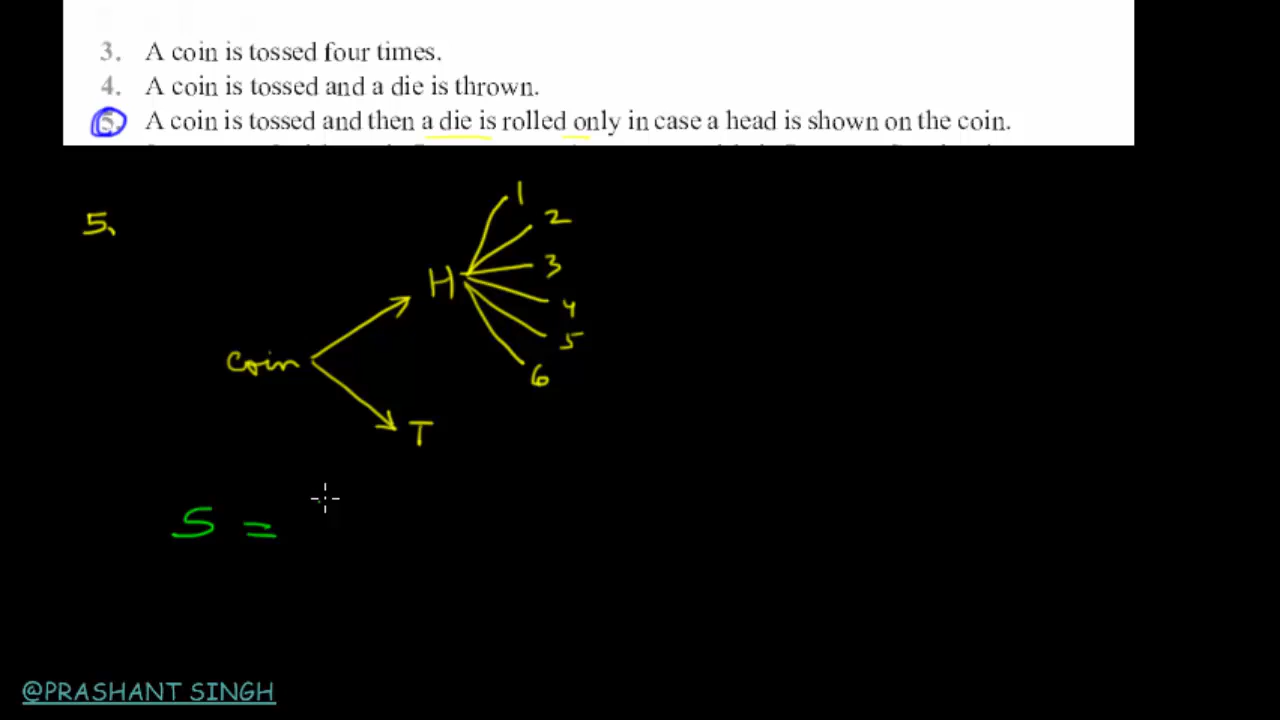 3. A coin is tossed four times.
4. A coin is tossed and a die is thrown.
5. A coin is tossed and then a die is rolled only in case a head is shown on the coin.
5.
1
2
H
3
4
5
6
Coin
T
S =
@PRASHANT SINGH